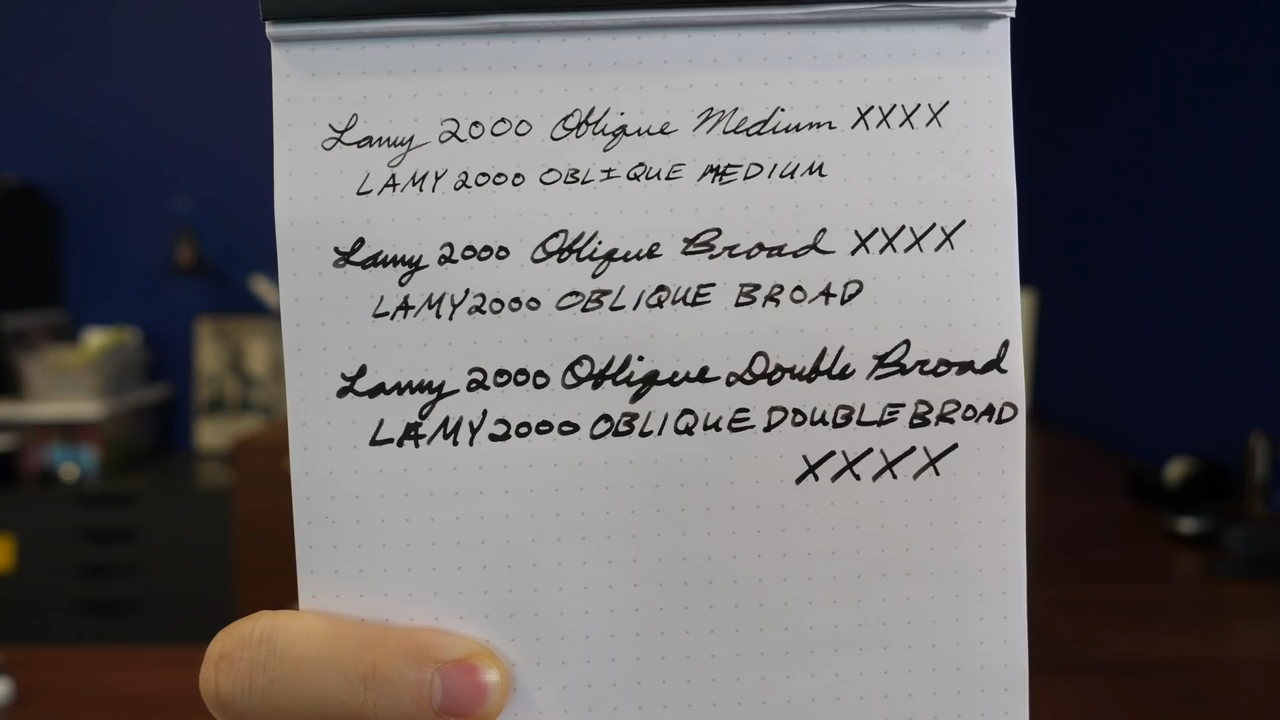 Lamy 2000 Oblique Medium XXXX
LAMY 2000 OBLIQUE MEDIUM
Lamy 2000 Oblique Broad XXXX
LAMY 2000 OBLIQUE BROAD
Lamy 2000 Oblique Double Broad
LAMY 2000 OBLIQUE DOUBLE BROAD
XXXX